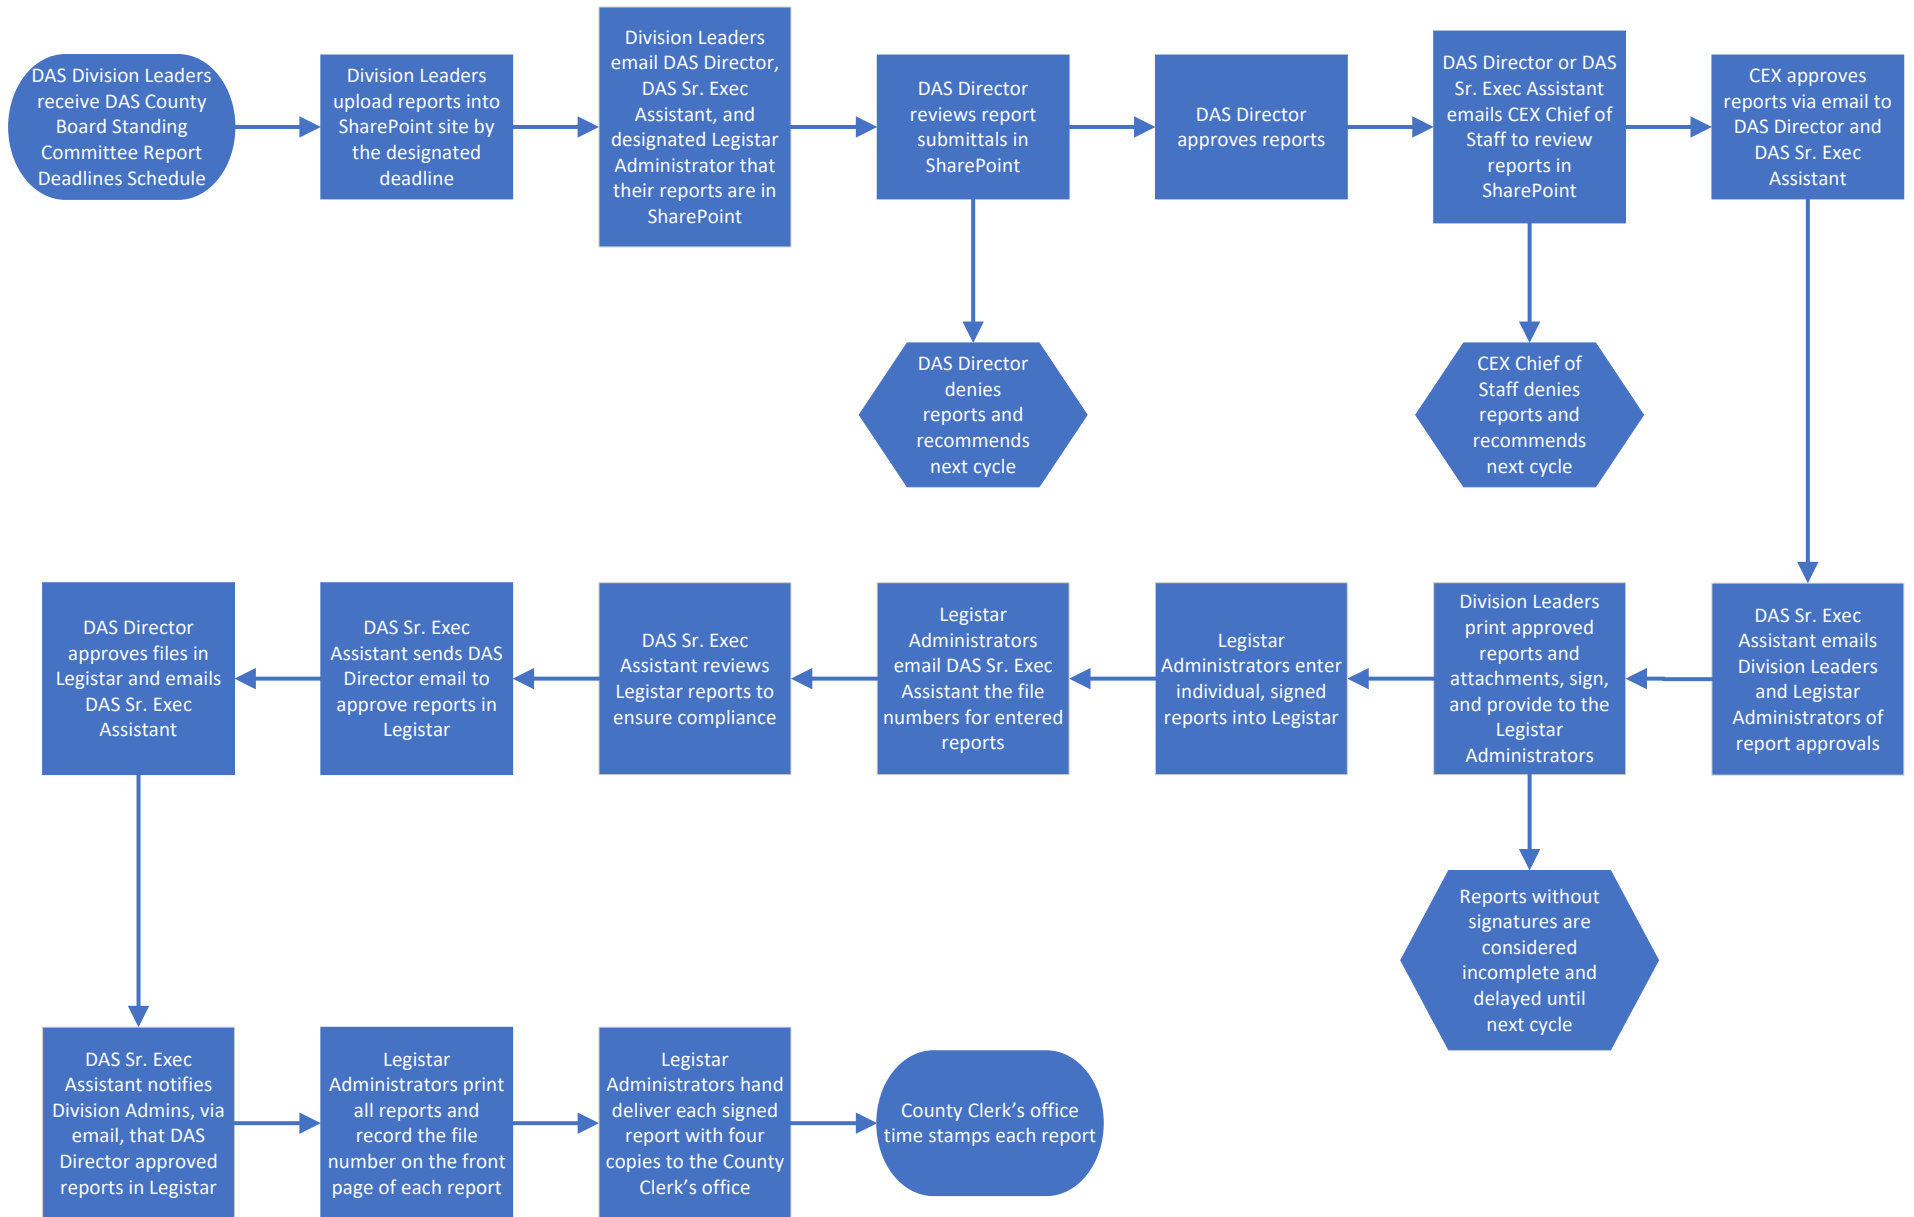 DAS Division Leaders
receive DAS County
Board Standing
Committee Report
Deadlines Schedule
Division Leaders
upload reports into
SharePoint site by
the designated
deadline
Division Leaders
email DAS Director,
DAS Sr. Exec
Assistant, and
designated Legistar
Administrator that
their reports are in
SharePoint
DAS Director
reviews report
submittals in
SharePoint
DAS Director
approves reports
DAS Director or DAS
Sr. Exec Assistant
emails CEX Chief of
Staff to review
reports in
SharePoint
CEX approves
reports via email to
DAS Director and
DAS Sr. Exec
Assistant
DAS Director
denies
reports and
recommends
next cycle
CEX Chief of
Staff denies
reports and
recommends
next cycle
DAS Sr. Exec
Assistant emails
Division Leaders
and Legistar
Administrators of
report approvals
Division Leaders
print approved
reports and
attachments, sign,
and provide to the
Legistar
Administrators
Legistar
Administrators enter
individual, signed
reports into Legistar
Legistar
Administrators
email DAS Sr. Exec
Assistant the file
numbers for entered
reports
DAS Sr. Exec
Assistant reviews
Legistar reports to
ensure compliance
DAS Sr. Exec
Assistant sends DAS
Director email to
approve reports in
Legistar
DAS Director
approves files in
Legistar and emails
DAS Sr. Exec
Assistant
Reports without
signatures are
considered
incomplete and
delayed until
next cycle
DAS Sr. Exec
Assistant notifies
Division Admins, via
email, that DAS
Director approved
reports in Legistar
Legistar
Administrators print
all reports and
record the file
number on the front
page of each report
Legistar
Administrators hand
deliver each signed
report with four
copies to the County
Clerk’s office
County Clerk’s office
time stamps each report